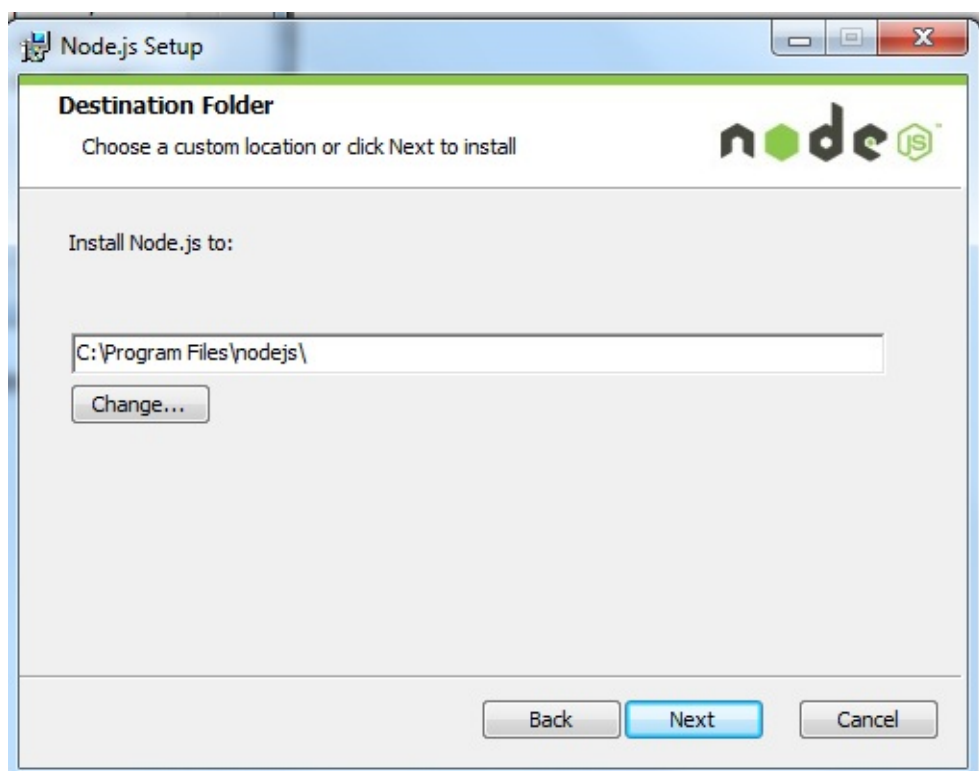 Node.js Setup
Destination Folder
Choose a custom location or click Next to install
node JS™
Install Node.js to:
C:\Program Files\nodejs\
Change...
Back Next Cancel